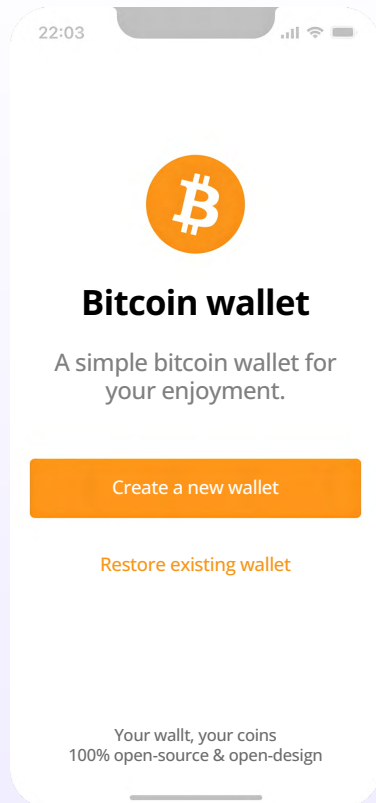 22:03
Bitcoin wallet
A simple bitcoin wallet for
your enjoyment.
Create a new wallet
Restore existing wallet
Your wallt, your coins
100% open-source & open-design